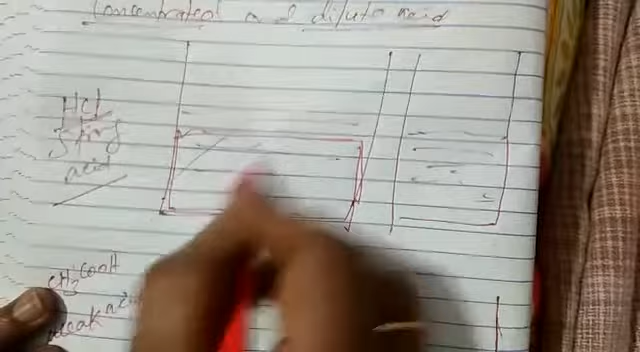 Concentrated and dilute acid
HCl
strong
acid
CH3COOH
weak acid